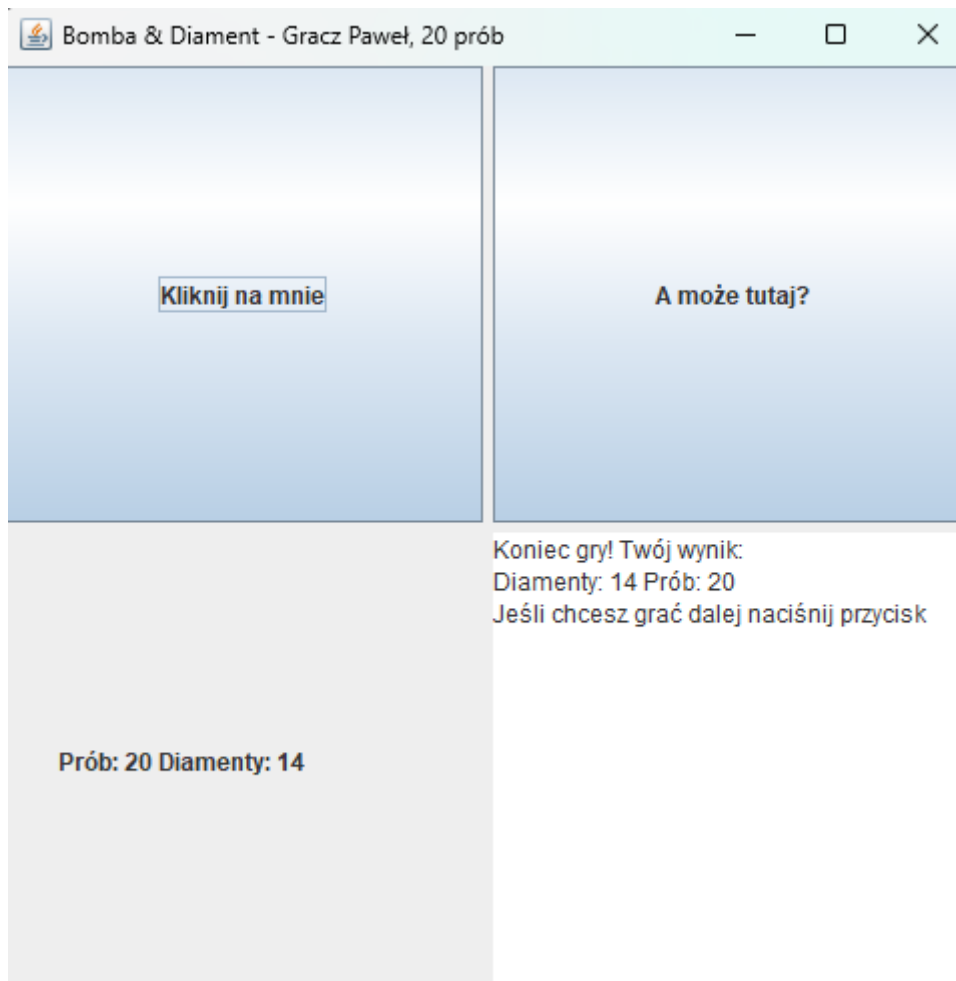 Bomba & Diament - Gracz Paweł, 20 prób
Kliknij na mnie
A może tutaj?
Prób: 20 Diamenty: 14
Koniec gry! Twój wynik:
Diamenty: 14 Prób: 20
Jeśli chcesz grać dalej naciśnij przycisk